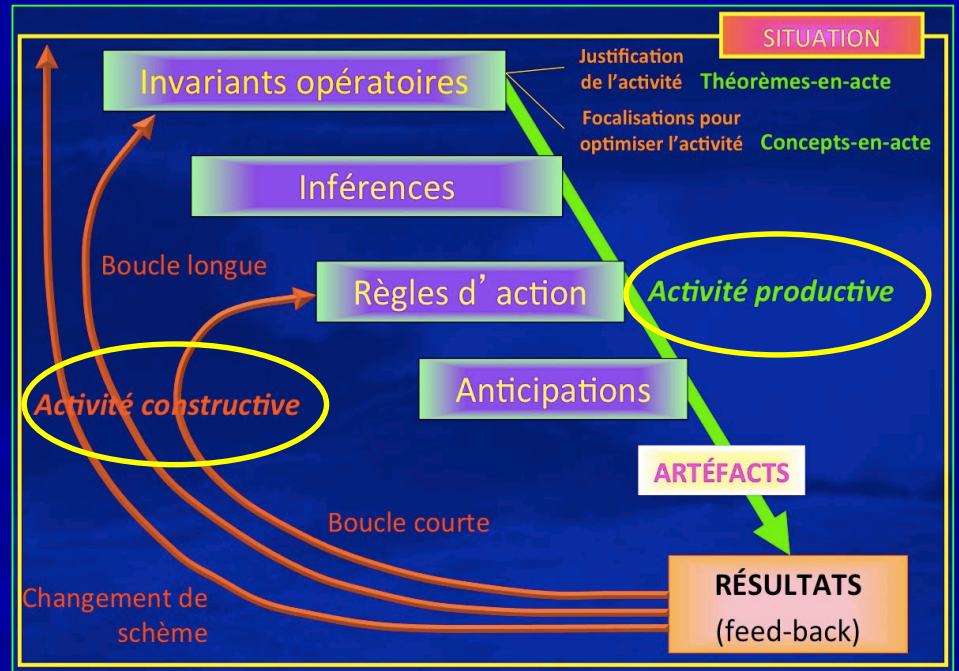 SITUATION
Invariants opératoires
Justification
de l’activité Théorèmes-en-acte
Focalisations pour
optimiser l’activité Concepts-en-acte
Inférences
Boucle longue
Règles d’ action
Activité productive
Activité constructive
Anticipations
ARTÉFACTS
Boucle courte
Changement de
schème
RÉSULTATS
(feed-back)